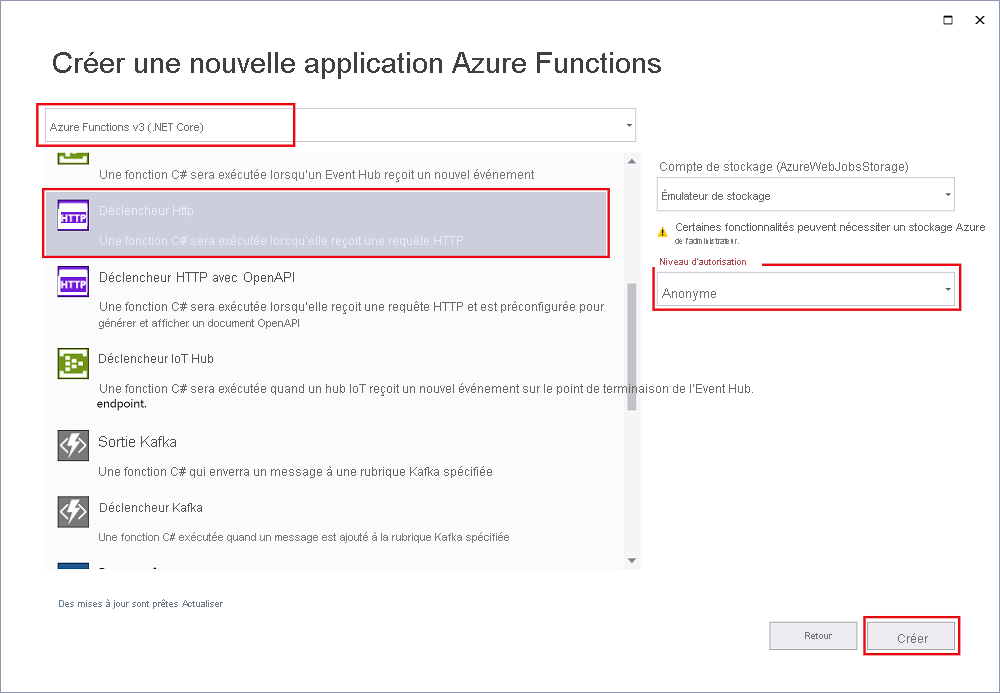 Créer une nouvelle application Azure Functions
Azure Functions v3 (.NET Core)
Une fonction C# sera exécutée lorsqu'un Event Hub reçoit un nouvel événement
Déclencheur Http
Une fonction C# sera exécutée lorsqu'elle reçoit une requête HTTP
Déclencheur HTTP avec OpenAPI
Une fonction C# sera exécutée lorsqu'elle reçoit une requête HTTP et est préconfigurée pour
générer et afficher un document OpenAPI
Déclencheur IoT Hub
Une fonction C# sera exécutée quand un hub IoT reçoit un nouvel événement sur le point de terminaison de l'Event Hub.
endpoint.
Sortie Kafka
Une fonction C# qui enverra un message à une rubrique Kafka spécifiée
Déclencheur Kafka
Une fonction C# exécutée quand un message est ajouté à la rubrique Kafka spécifiée
Compte de stockage (AzureWebJobsStorage)
Émulateur de stockage
Certaines fonctionnalités peuvent nécessiter un stockage Azure
de l'administrateur.
Niveau d'autorisation
Anonyme
Des mises à jour sont prêtes Actualiser
Retour
Créer
HTTP
HTTP